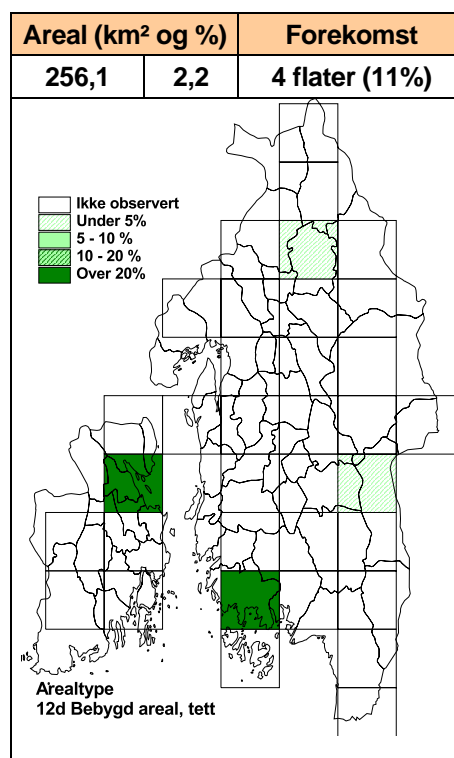 Areal (km² og %) Forekomst
256,1 2,2 4 flater (11%)
Ikke observert
Under 5%
5 - 10 %
10 - 20 %
Over 20%
Arealtype
12d Bebygd areal, tett